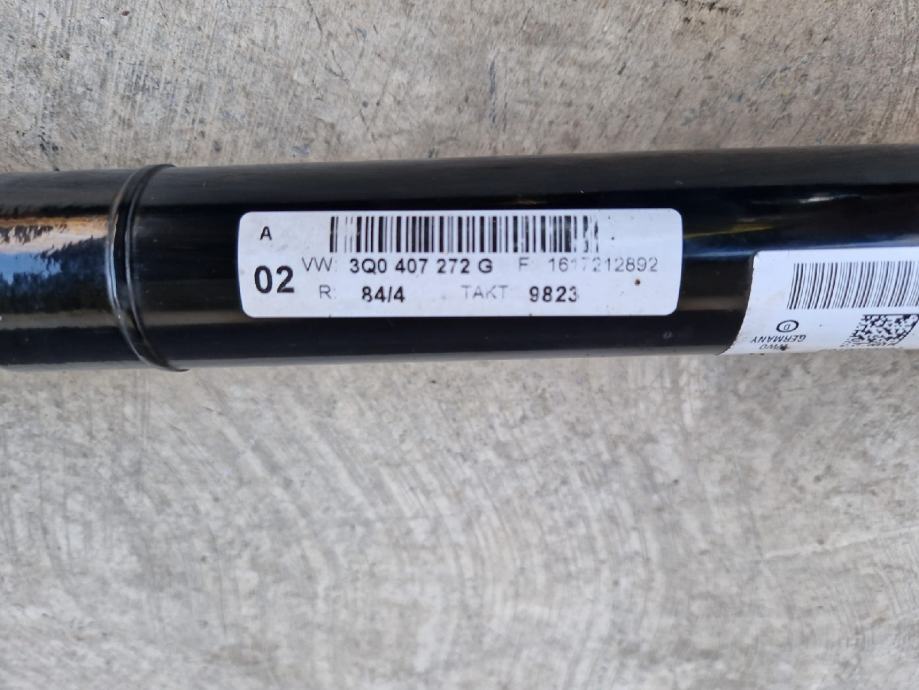 A
VW: 3Q0 407 272 G F: 1617212892
02
R: 84/4 TAKT 9823
GERMANY